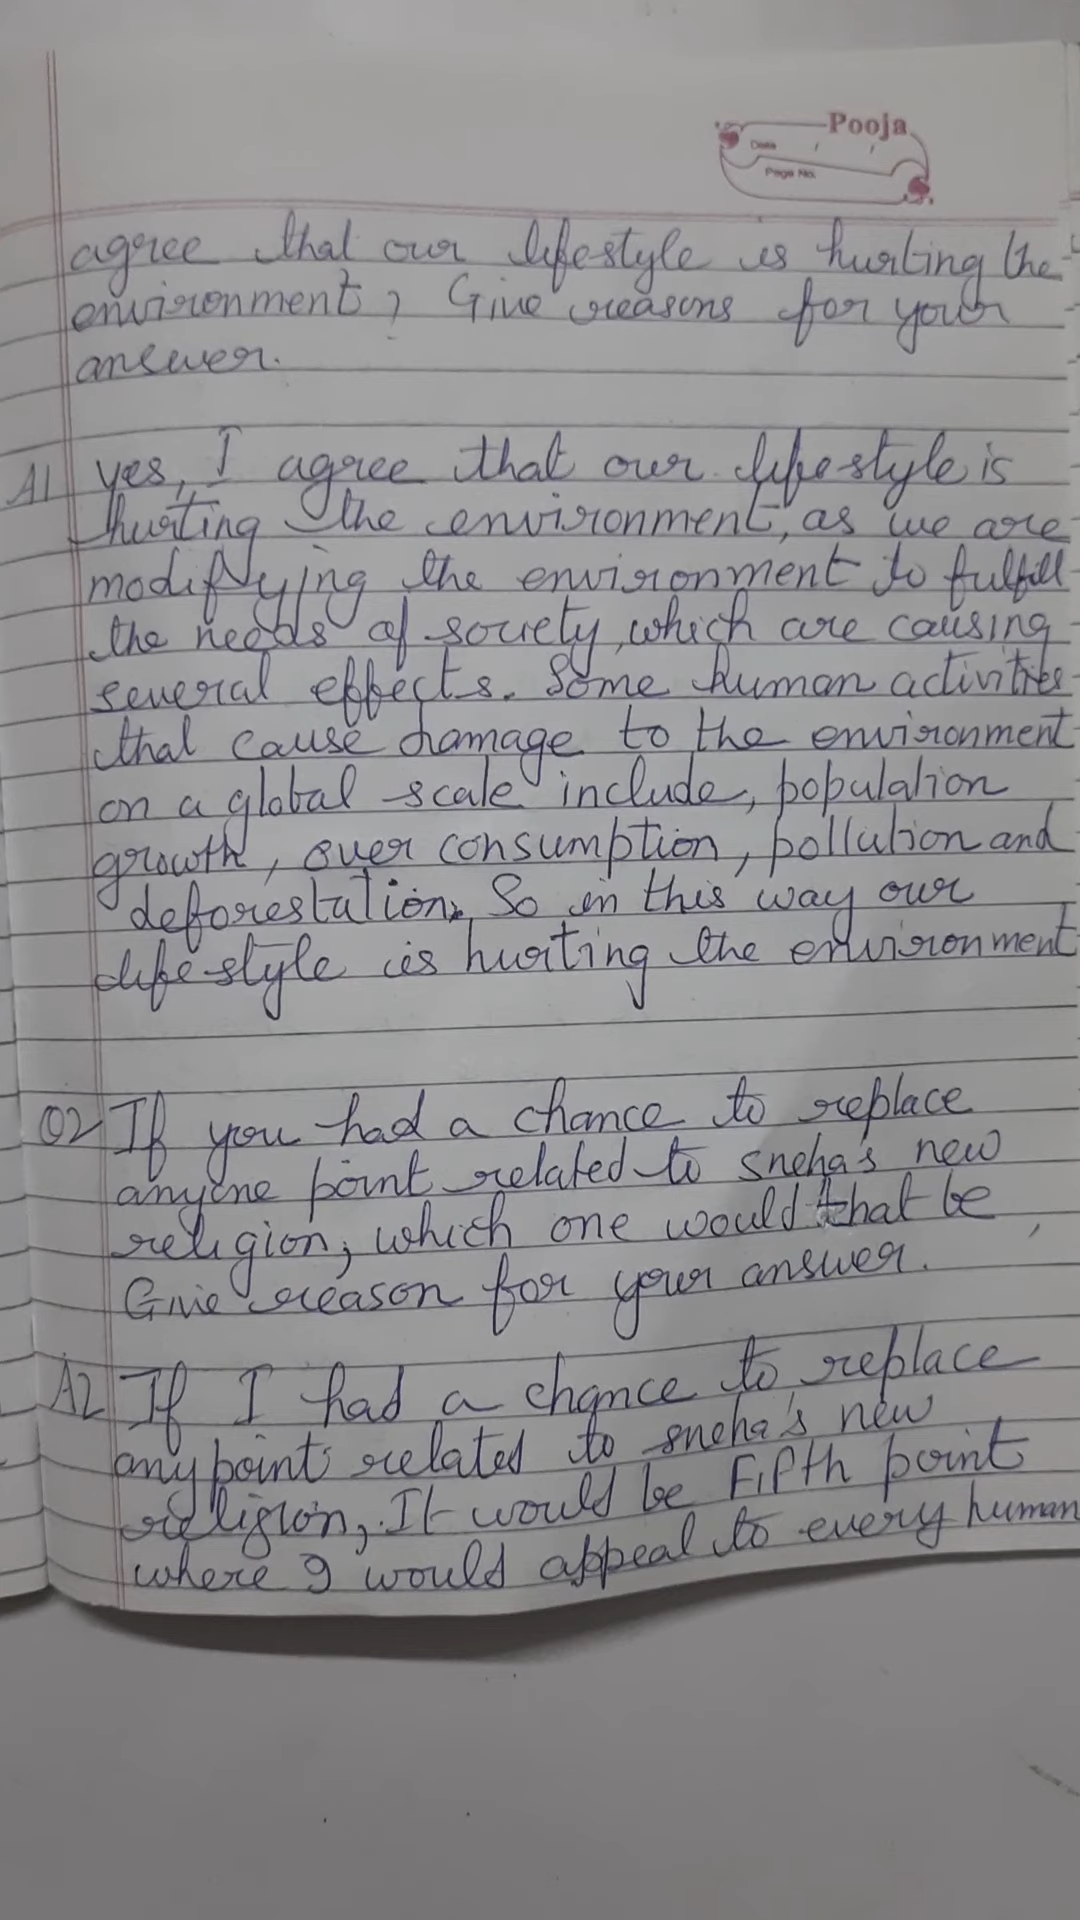 Pooja
Date / /
Page No.
agree that our lifestyle is hurting the
environment? Give reasons for your
answer.
A1 yes, I agree that our lifestyle is
hurting the environment, as we are
modifying the environment to fulfill
the needs of society, which are causing
several effects. Some human activities
that cause damage to the environment
on a global scale include, population
growth, over consumption, pollution and
deforestation. So in this way our
lifestyle is hurting the environment
Q2 If you had a chance to replace
anyone point related to sneha's new
religion, which one would that be
Give reason for your answer.
A2 If I had a chance to replace
any point related to sneha's new
religion, It would be Fifth point
where I would appeal to every human